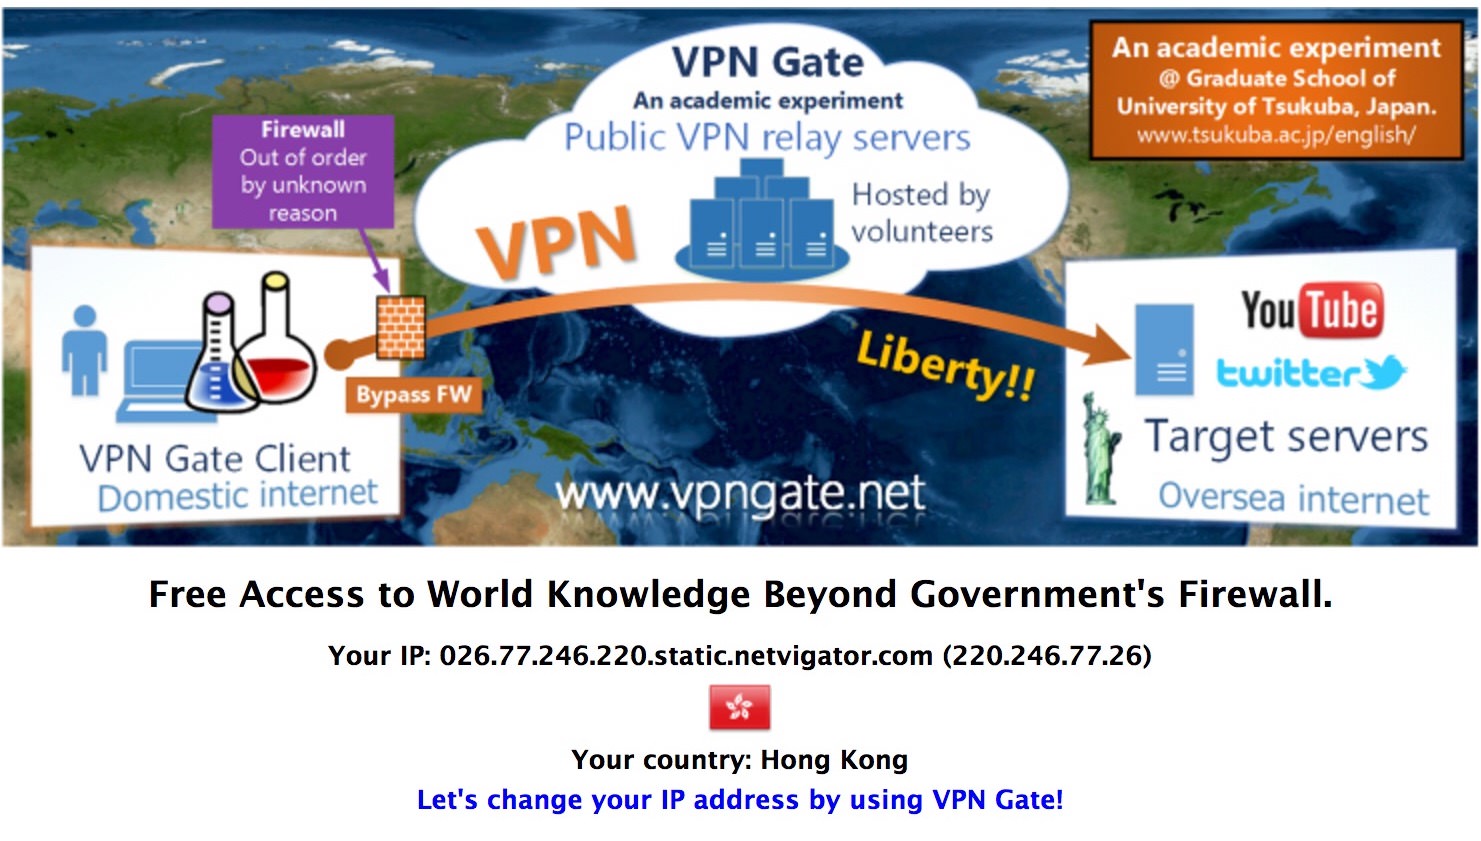 VPN Gate
An academic experiment
Public VPN relay servers
Hosted by
volunteers
VPN
An academic experiment
@ Graduate School of
University of Tsukuba, Japan.
www.tsukuba.ac.jp/english/
Firewall
Out of order
by unknown
reason
Bypass FW
VPN Gate Client
Domestic internet
Liberty!!
www.vpngate.net
YouTube
twitter
Target servers
Oversea internet
Free Access to World Knowledge Beyond Government's Firewall.
Your IP: 026.77.246.220.static.netvigator.com (220.246.77.26)
Your country: Hong Kong
Let's change your IP address by using VPN Gate!